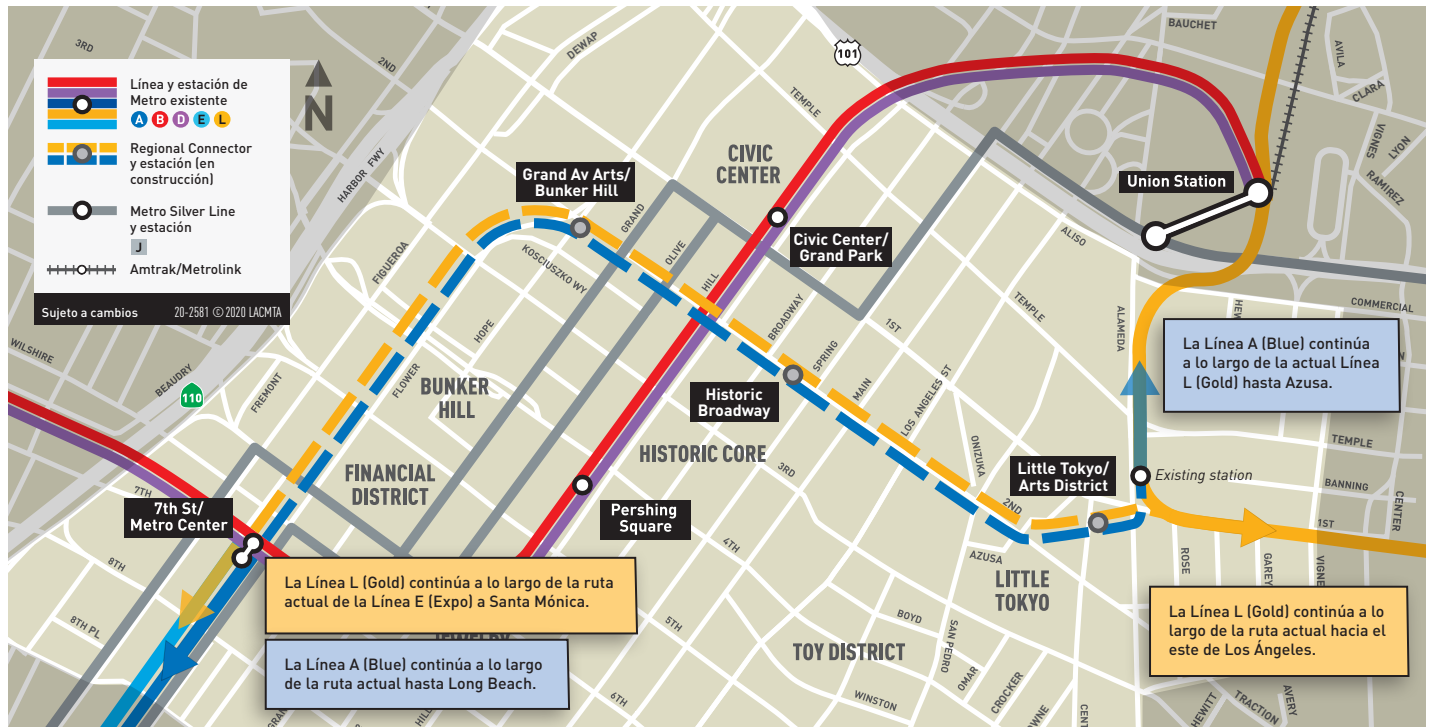 Línea y estación de
Metro existente
A B D E L
Regional Connector
y estación (en
construcción)
Metro Silver Line
y estación
J
Amtrak/Metrolink
Sujeto a cambios 20-2581 © 2020 LACMTA
N
3RD
2ND
DEWAP
101
TEMPLE
BAUCHET
AVILA
CLARA
VIGNES
LYON
RAMIREZ
HARBOR FWY
CIVIC
CENTER
Grand Av Arts/
Bunker Hill
Union Station
GRAND
FIGUEROA
KOSCIUSZKO WY
OLIVE
Civic Center/
Grand Park
ALISO
HILL
BROADWAY
1ST
TEMPLE
ALAMEDA
COMMERCIAL
WILSHIRE
BEAUDRY
110
FREMONT
FLOWER
HOPE
BUNKER
HILL
SPRING
MAIN
LOS ANGELES ST
Historic
Broadway
La Línea A (Blue) continúa
a lo largo de la actual Línea
L (Gold) hasta Azusa.
TEMPLE
HISTORIC CORE
3RD
ONIZUKA
Little Tokyo/
Arts District
Existing station
BANNING
CENTER
FINANCIAL
DISTRICT
7TH
7th St/
Metro Center
Pershing
Square
2ND
1ST
8TH
8TH PL
4TH
AZUSA
ROSE
GAREY
LITTLE
TOKYO
La Línea L (Gold) continúa a lo largo de la ruta
actual de la Línea E (Expo) a Santa Mónica.
La Línea L (Gold) continúa a lo
largo de la ruta actual hacia el
este de Los Ángeles.
5TH
BOYD
SAN PEDRO
OMAR
CROCKER
TOY DISTRICT
La Línea A (Blue) continúa a lo largo
de la ruta actual hasta Long Beach.
6TH
WINSTON
HEWITT
TRACTION
AVERY